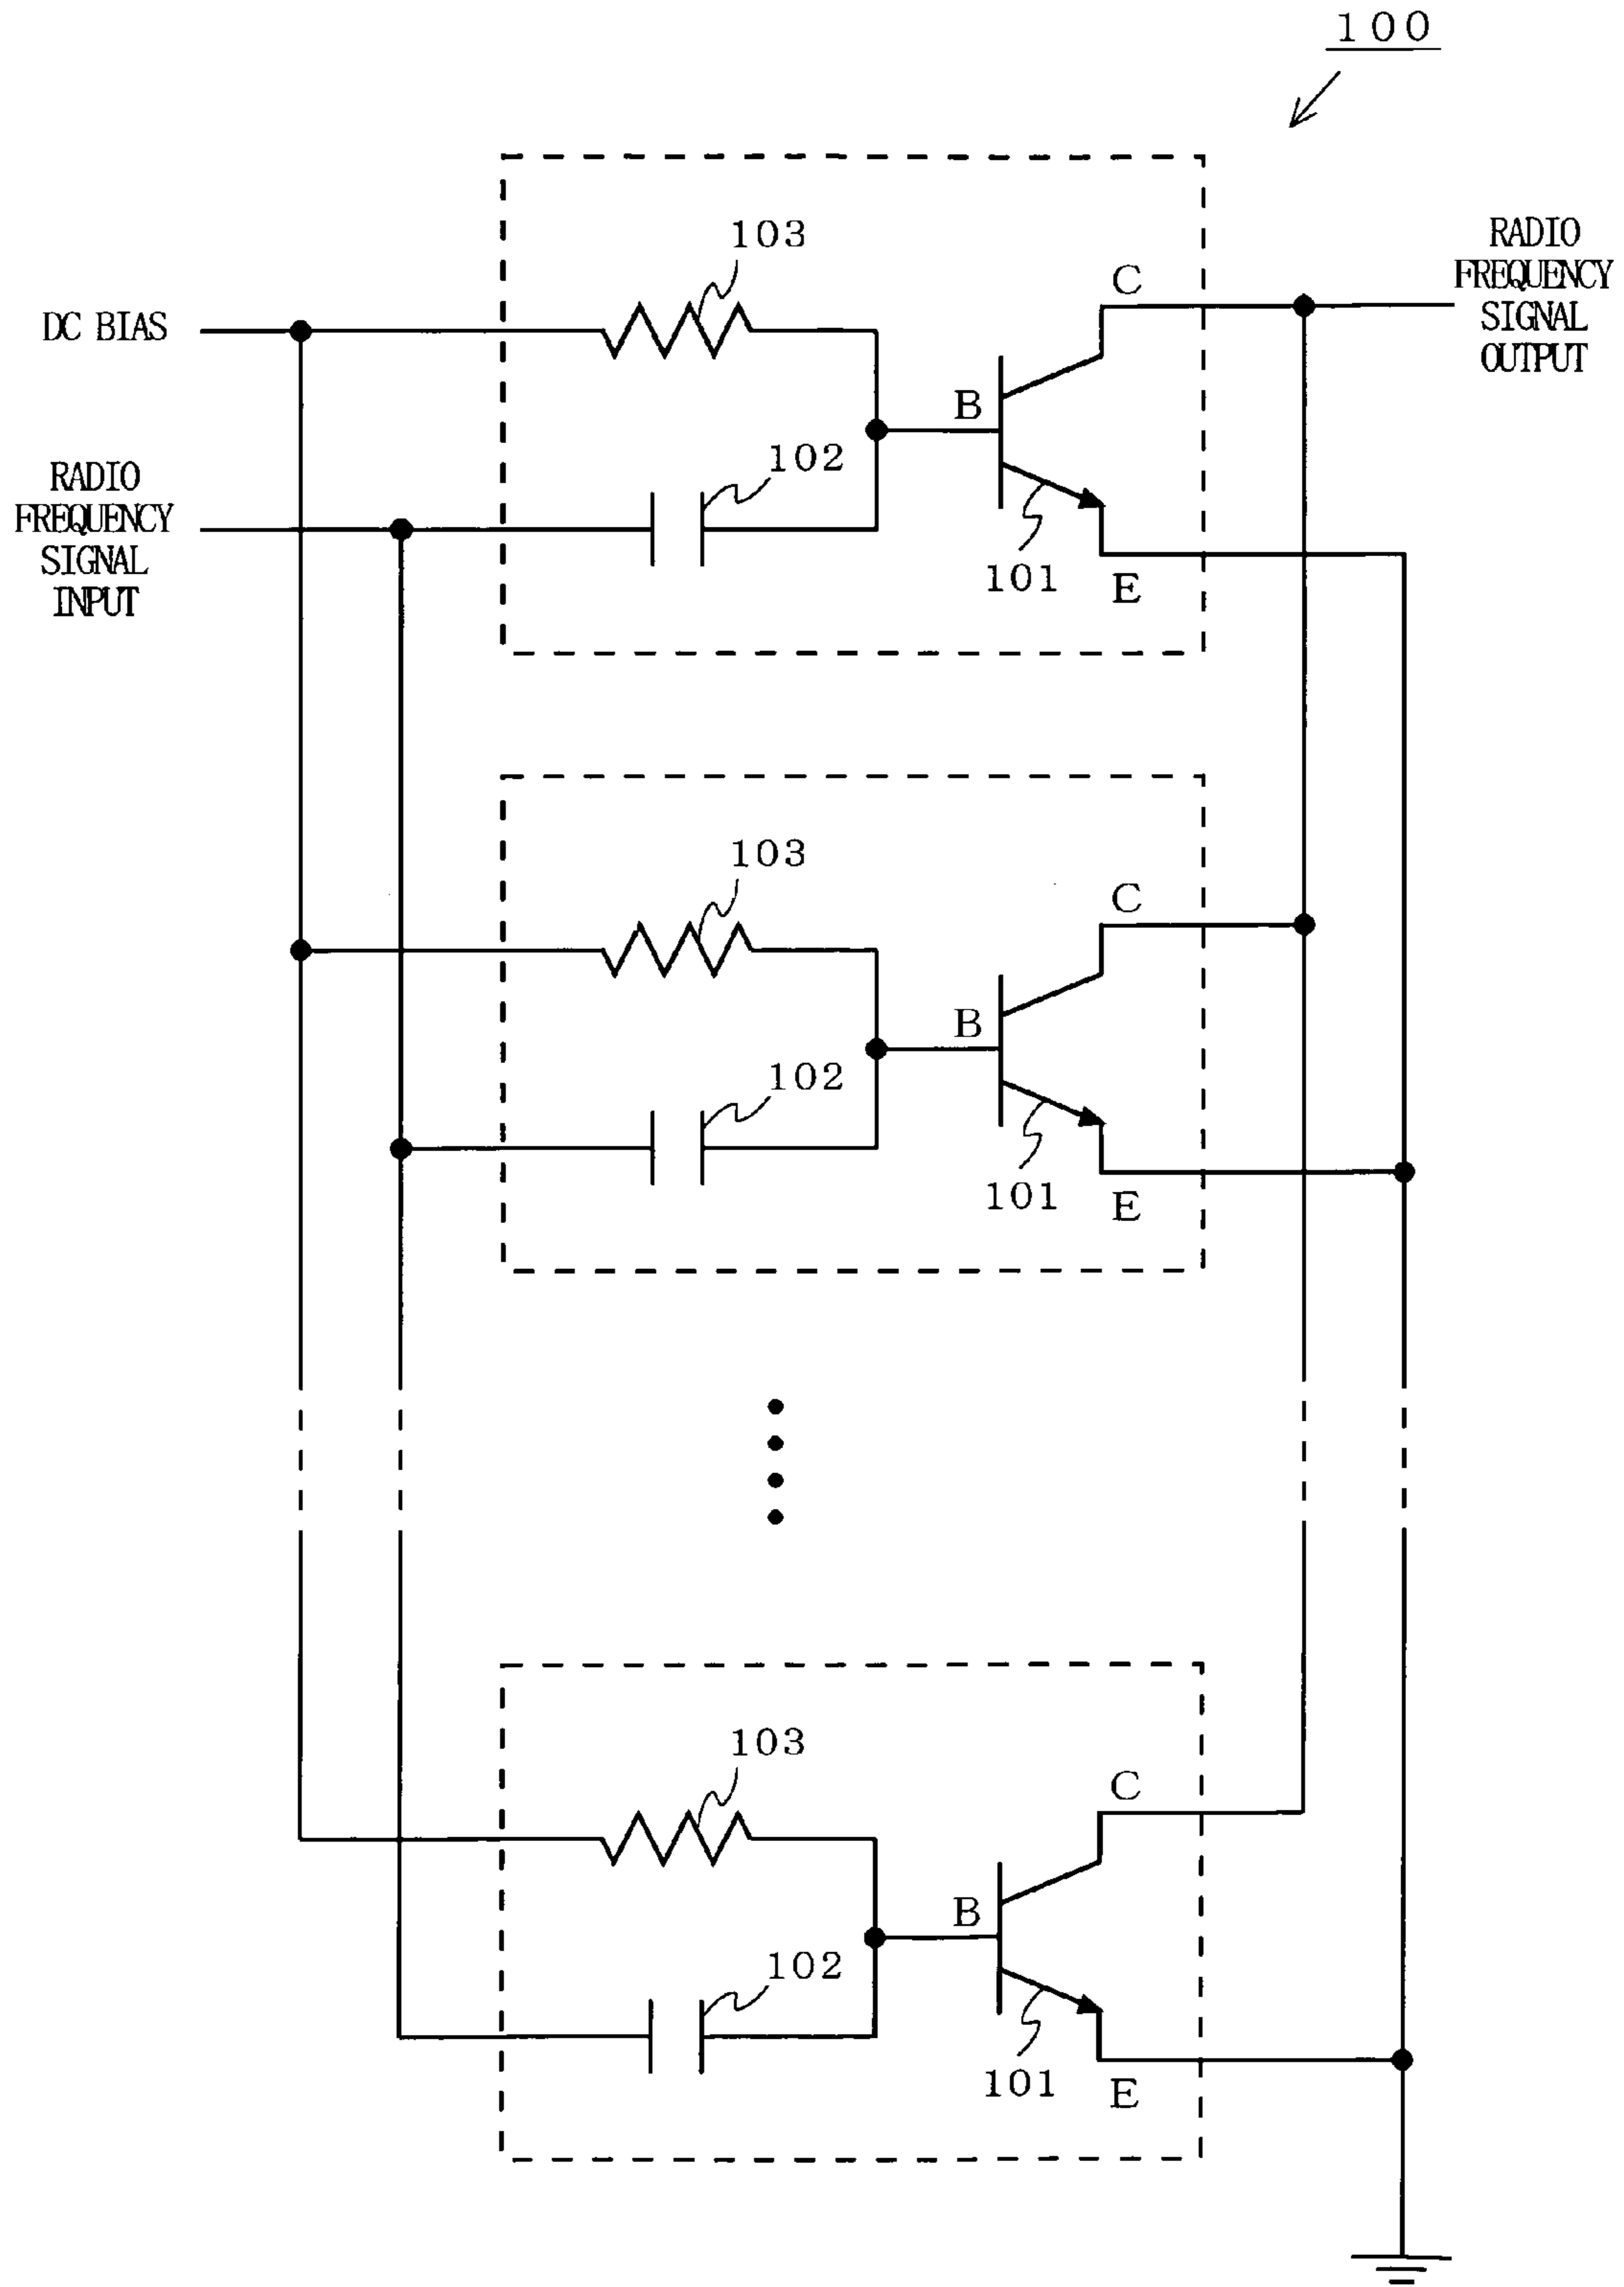 100
103
C
RADIO
FREQUENCY
SIGNAL
OUTPUT
DC BIAS
B
RADIO
FREQUENCY
SIGNAL
INPUT
102
101
E
103
C
B
102
101
E
103
C
B
102
101
E